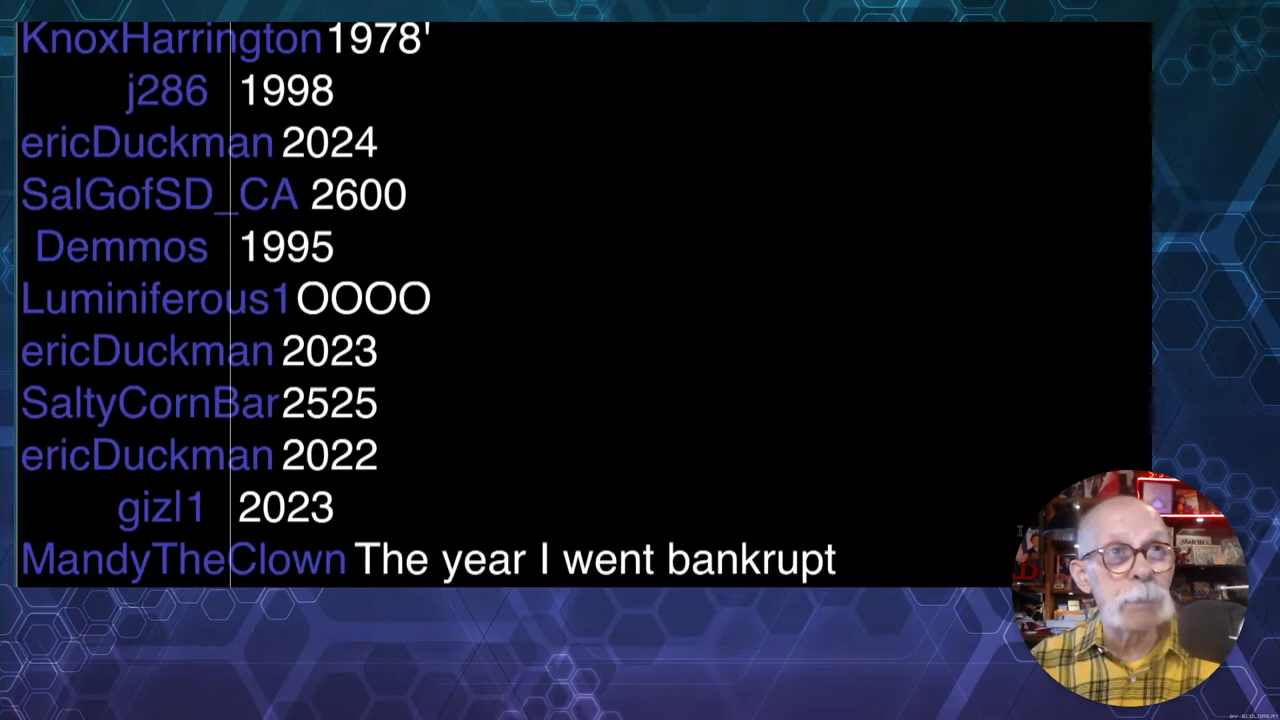 KnoxHarrington 1978'
j286 1998
ericDuckman 2024
SalGofSD_CA 2600
Demmos 1995
Luminiferous1 OOOO
ericDuckman 2023
SaltyCornBar 2525
ericDuckman 2022
gizl1 2023
MandyTheClown The year I went bankrupt